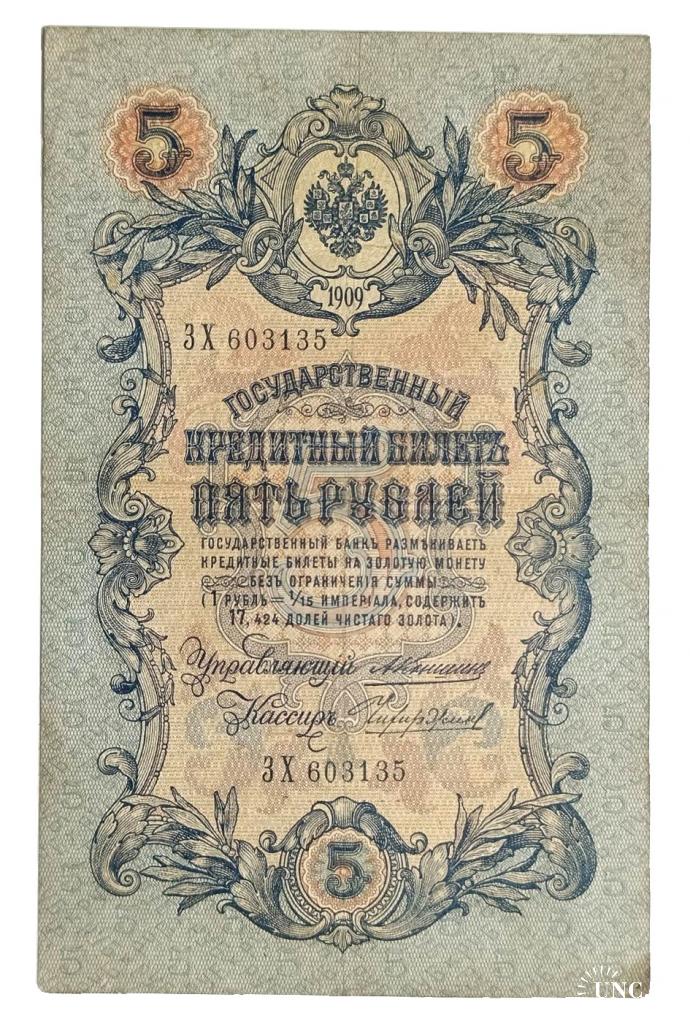 5 5
1909
ЗХ 603135
ГОСУДАРСТВЕННЫЙ
КРЕДИТНЫЙ БИЛЕТЪ
ПЯТЬ РУБЛЕЙ
ГОСУДАРСТВЕННЫЙ БАНКЪ РАЗМѢНИВАЕТЪ
КРЕДИТНЫЕ БИЛЕТЫ НА ЗОЛОТУЮ МОНЕТУ
БЕЗЪ ОГРАНИЧЕНІЯ СУММЫ
(1 РУБЛЬ = 1/15 ИМПЕРІАЛА, СОДЕРЖИТЪ
17,424 ДОЛЕЙ ЧИСТАГО ЗОЛОТА).
Управляющій
Кассиръ
ЗХ 603135
5
UNC